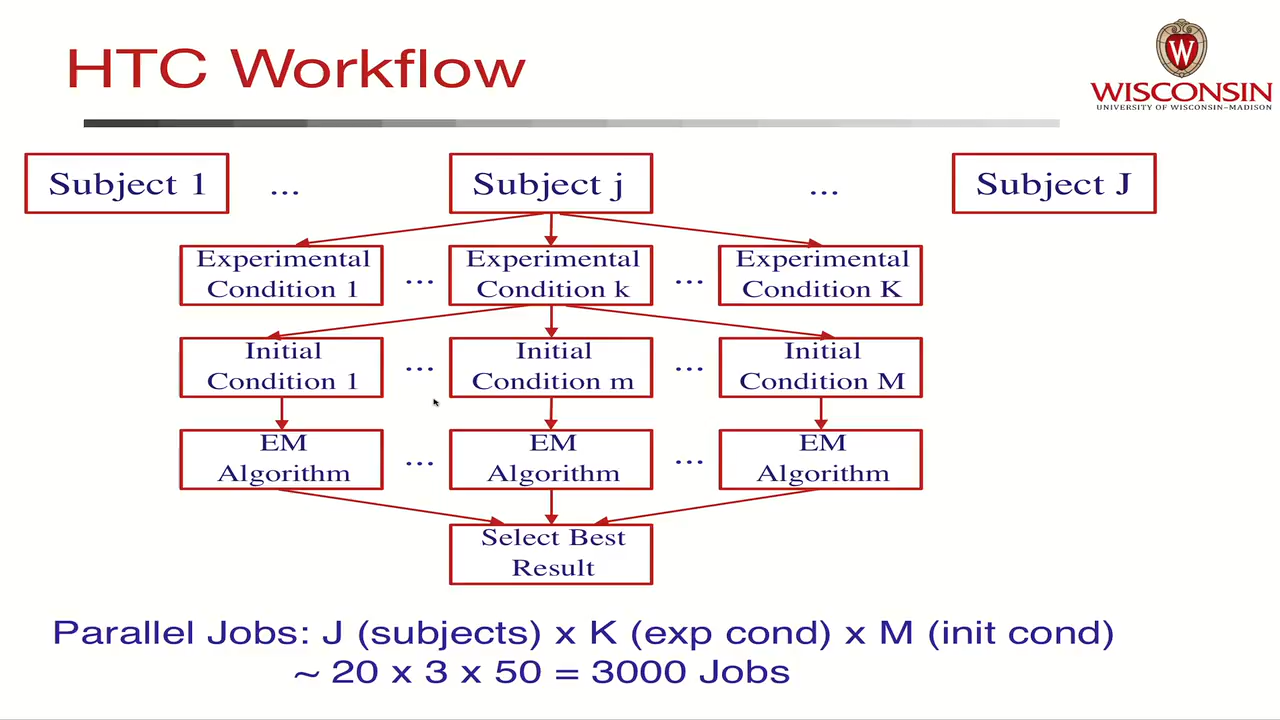 HTC Workflow
W
WISCONSIN
UNIVERSITY OF WISCONSIN–MADISON
Subject 1
...
Subject j
...
Subject J
Experimental
Condition 1
...
Experimental
Condition k
...
Experimental
Condition K
Initial
Condition 1
...
Initial
Condition m
...
Initial
Condition M
EM
Algorithm
...
EM
Algorithm
...
EM
Algorithm
Select Best
Result
Parallel Jobs: J (subjects) x K (exp cond) x M (init cond)
~ 20 x 3 x 50 = 3000 Jobs